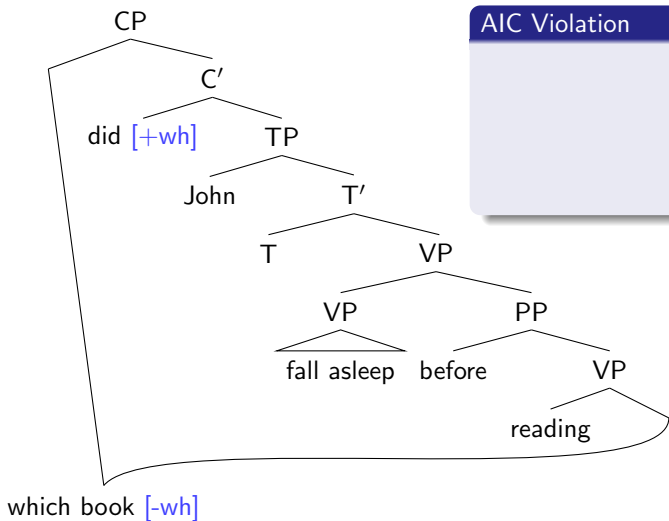 CP
AIC Violation
C′
did [+wh]
TP
John
T′
T
VP
VP
PP
fall asleep
before
VP
reading
which book [-wh]